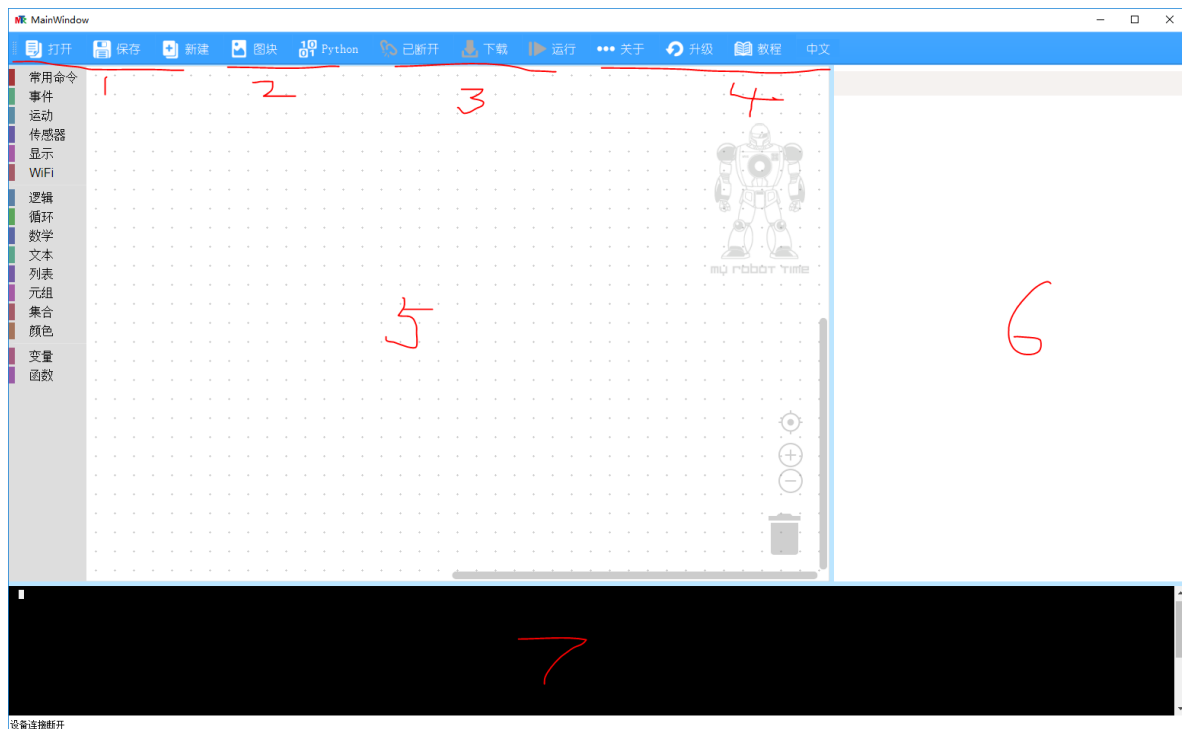 MainWindow
打开 保存 新建 图块 Python 已断开 下载 运行 关于 升级 教程 中文
1 2 3 4
常用命令
事件
运动
传感器
显示
WiFi
逻辑
循环
数学
文本
列表
元组
集合
颜色
变量
函数
my robot time
5
6
7
设备连接断开